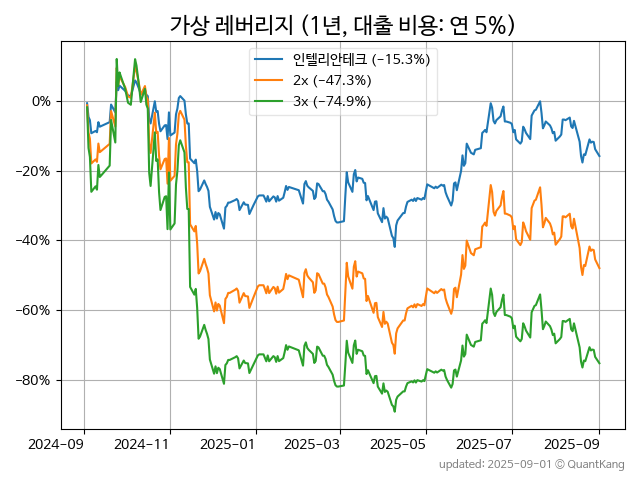 가상 레버리지 (1년, 대출 비용: 연 5%)
인텔리안테크 (−15.3%)
2x (−47.3%)
3x (−74.9%)
0%
−20%
−40%
−60%
−80%
2024-09
2024-11
2025-01
2025-03
2025-05
2025-07
2025-09
updated: 2025-09-01 © QuantKang